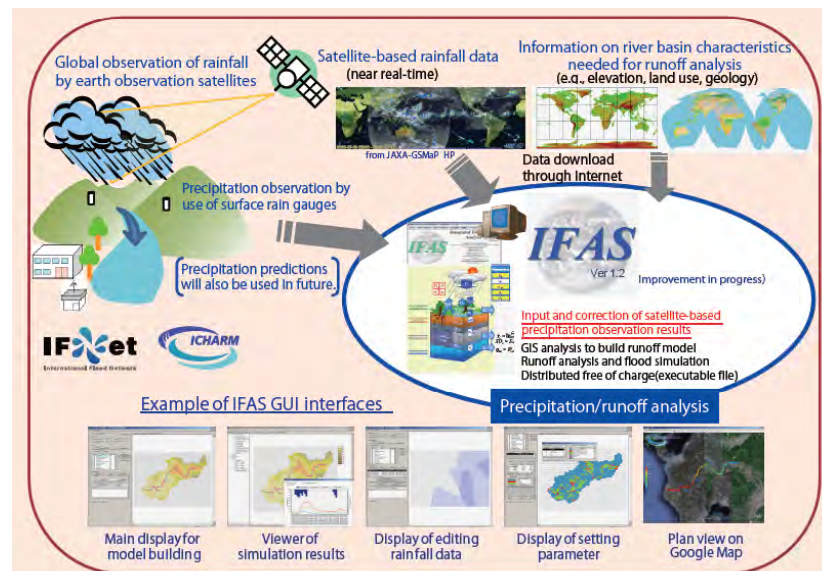 Global observation of rainfall
by earth observation satellites
Satellite-based rainfall data
(near real-time)
from JAXA-GSMaP HP
Information on river basin characteristics
needed for runoff analysis
(e.g., elevation, land use, geology)
Data download
through Internet
Precipitation observation by
use of surface rain gauges
Precipitation predictions
will also be used in future.
IFNet
International Flood Network
ICHARM
IFAS
IFAS
Ver 1.2
Improvement in progress)
Input and correction of satellite-based
precipitation observation results
GIS analysis to build runoff model
Runoff analysis and flood simulation
Distributed free of charge(executable file)
Precipitation/runoff analysis
Example of IFAS GUI interfaces
Main display for
model building
Viewer of
simulation results
Display of editing
rainfall data
Display of setting
parameter
Plan view on
Google Map